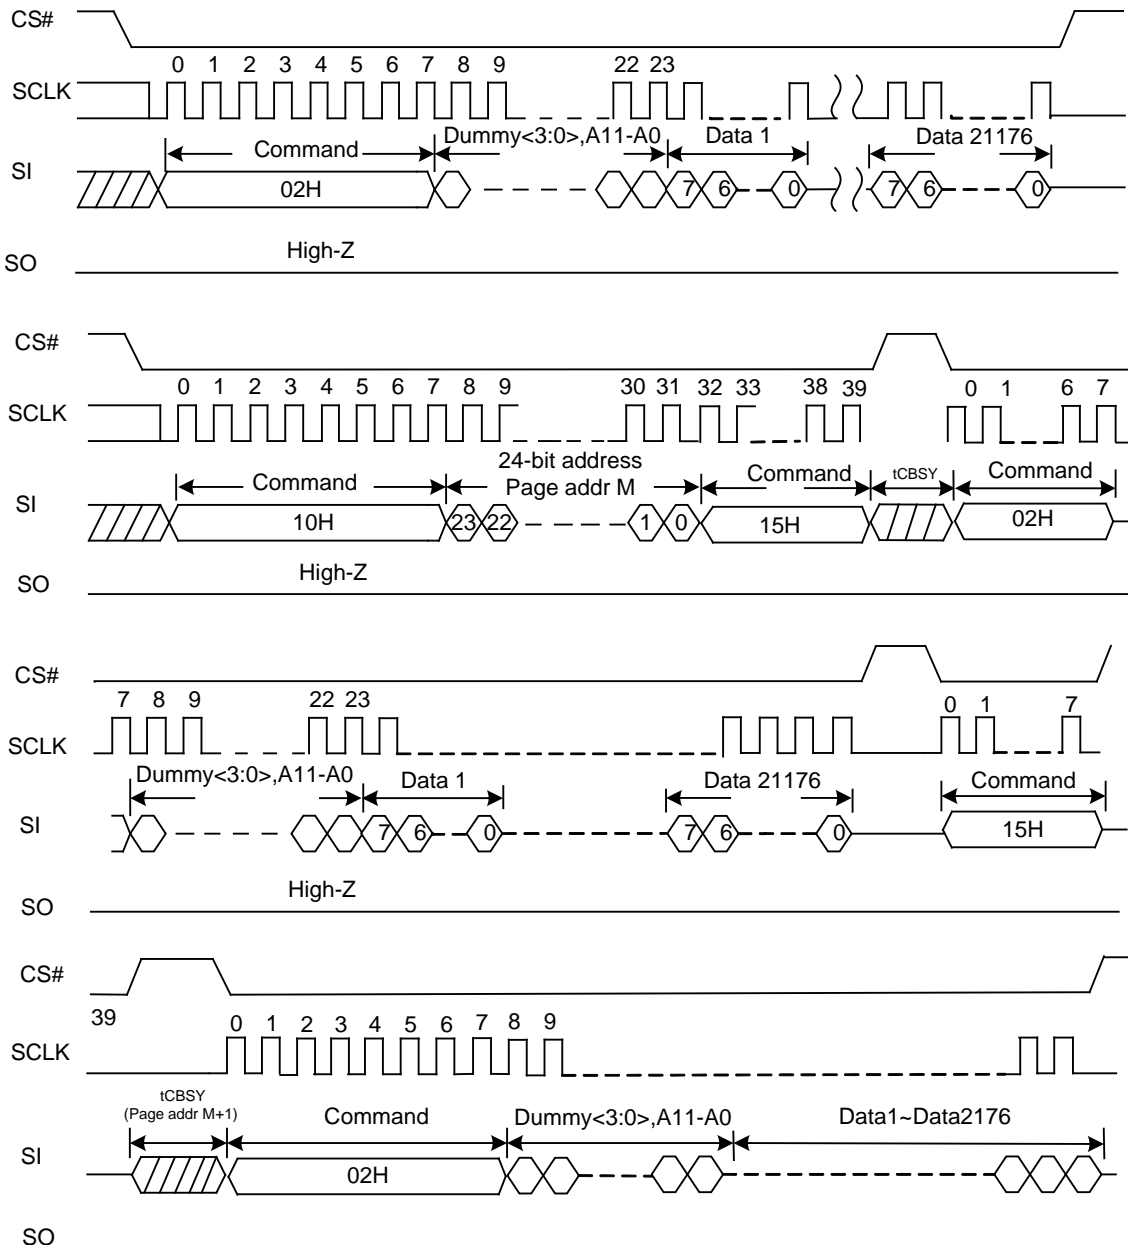 CS#
0 1 2 3 4 5 6 7 8 9 22 23
SCLK
Command Dummy<3:0>,A11-A0 Data 1 Data 21176
SI
02H 7 6 0 7 6 0
High-Z
SO
CS#
0 1 2 3 4 5 6 7 8 9 30 31 32 33 38 39 0 1 6 7
SCLK
24-bit address
Command Page addr M Command tCBSY Command
SI
10H 23 22 1 0 15H 02H
High-Z
SO
CS#
7 8 9 22 23 0 1 7
SCLK
Dummy<3:0>,A11-A0 Data 1 Data 21176 Command
SI
7 6 0 7 6 0 15H
High-Z
SO
CS#
39
0 1 2 3 4 5 6 7 8 9
SCLK
tCBSY
(Page addr M+1) Command Dummy<3:0>,A11-A0 Data1~Data2176
SI
02H
SO